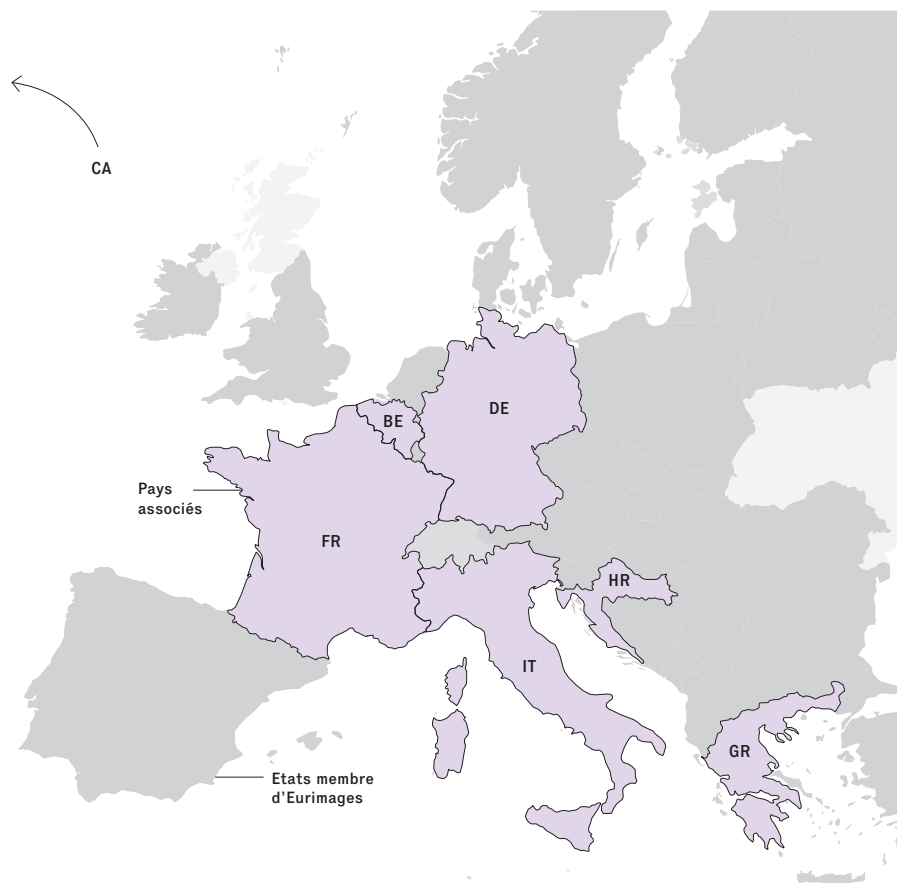 CA
DE
BE
Pays
associés
FR
HR
IT
GR
Etats membre
d'Eurimages